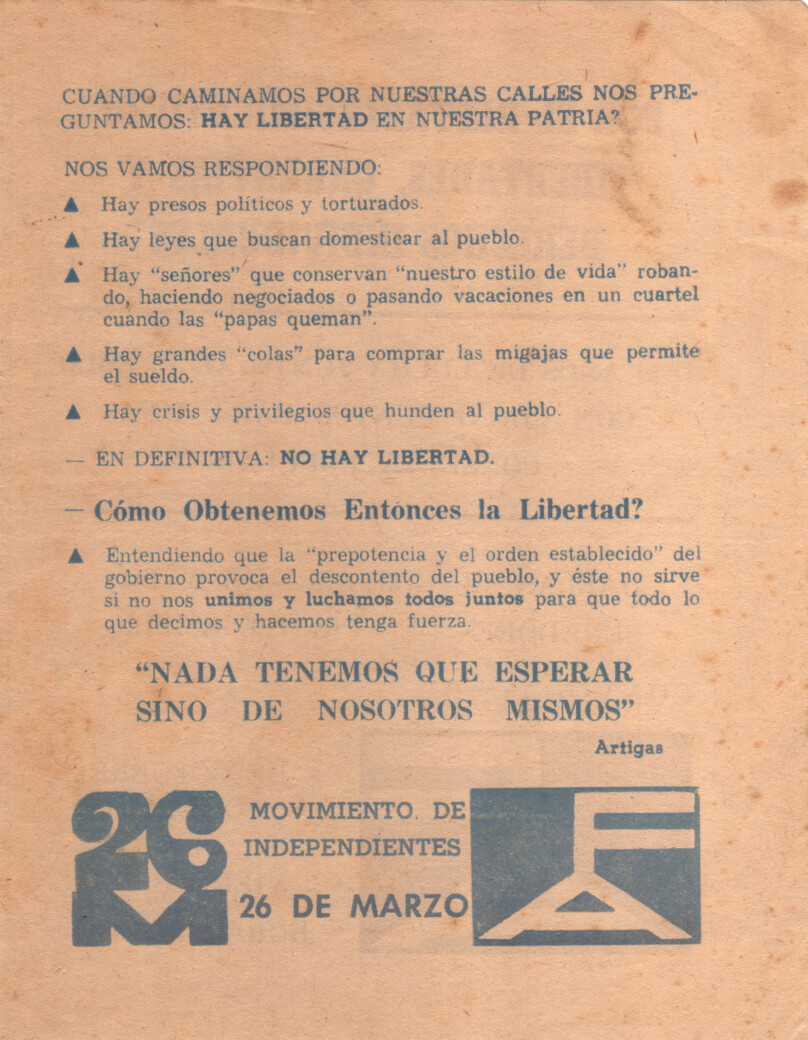 CUANDO CAMINAMOS POR NUESTRAS CALLES NOS PRE-
GUNTAMOS: HAY LIBERTAD EN NUESTRA PATRIA?
NOS VAMOS RESPONDIENDO:
▲ Hay presos políticos y torturados.
▲ Hay leyes que buscan domesticar al pueblo.
▲ Hay "señores" que conservan "nuestro estilo de vida" roban-
do, haciendo negociados o pasando vacaciones en un cuartel
cuando las "papas queman".
▲ Hay grandes "colas" para comprar las migajas que permite
el sueldo.
▲ Hay crisis y privilegios que hunden al pueblo.
— EN DEFINITIVA: NO HAY LIBERTAD.
— Cómo Obtenemos Entonces la Libertad?
▲ Entendiendo que la "prepotencia y el orden establecido" del
gobierno provoca el descontento del pueblo, y éste no sirve
si no nos unimos y luchamos todos juntos para que todo lo
que decimos y hacemos tenga fuerza.
"NADA TENEMOS QUE ESPERAR
SINO DE NOSOTROS MISMOS"
Artigas
26
M
MOVIMIENTO. DE
INDEPENDIENTES
26 DE MARZO
FA